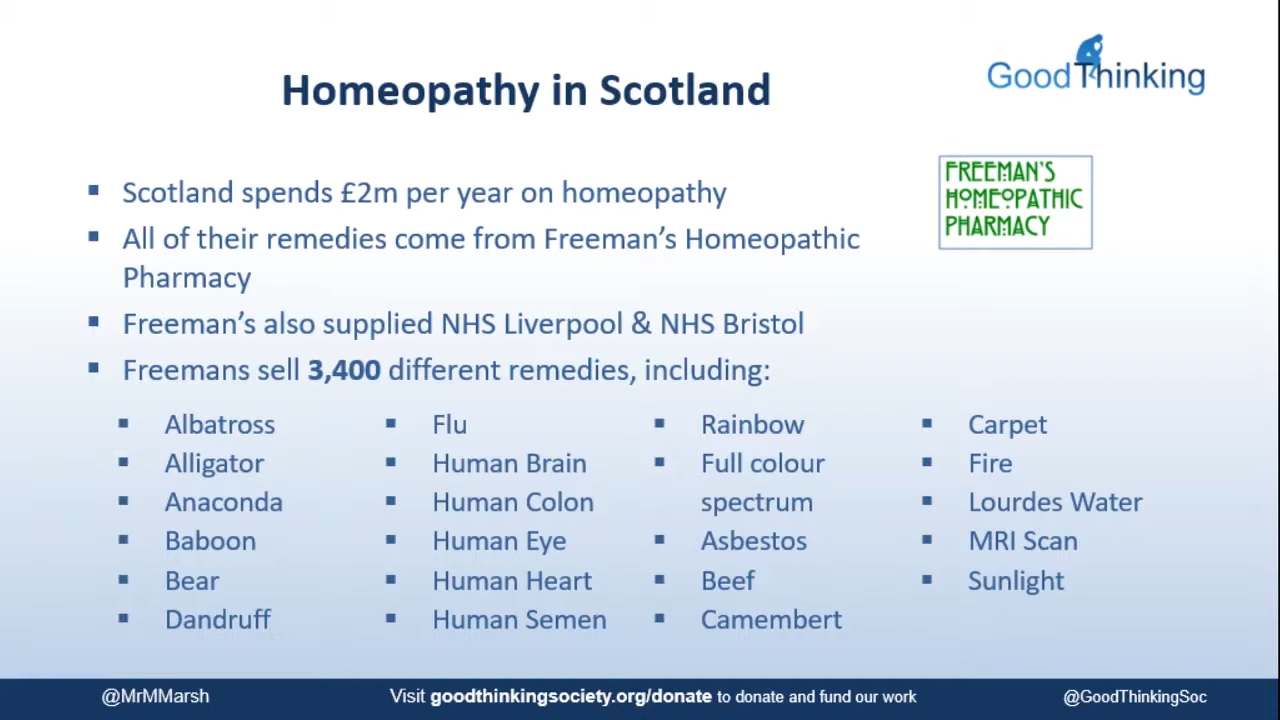 Homeopathy in Scotland
GoodThinking
FREEMAN'S
HOMEOPATHIC
PHARMACY
▪ Scotland spends £2m per year on homeopathy
▪ All of their remedies come from Freeman's Homeopathic
Pharmacy
▪ Freeman's also supplied NHS Liverpool & NHS Bristol
▪ Freemans sell 3,400 different remedies, including:
▪ Albatross
▪ Alligator
▪ Anaconda
▪ Baboon
▪ Bear
▪ Dandruff
▪ Flu
▪ Human Brain
▪ Human Colon
▪ Human Eye
▪ Human Heart
▪ Human Semen
▪ Rainbow
▪ Full colour
spectrum
▪ Asbestos
▪ Beef
▪ Camembert
▪ Carpet
▪ Fire
▪ Lourdes Water
▪ MRI Scan
▪ Sunlight
@MrMMarsh
Visit goodthinkingsociety.org/donate to donate and fund our work
@GoodThinkingSoc